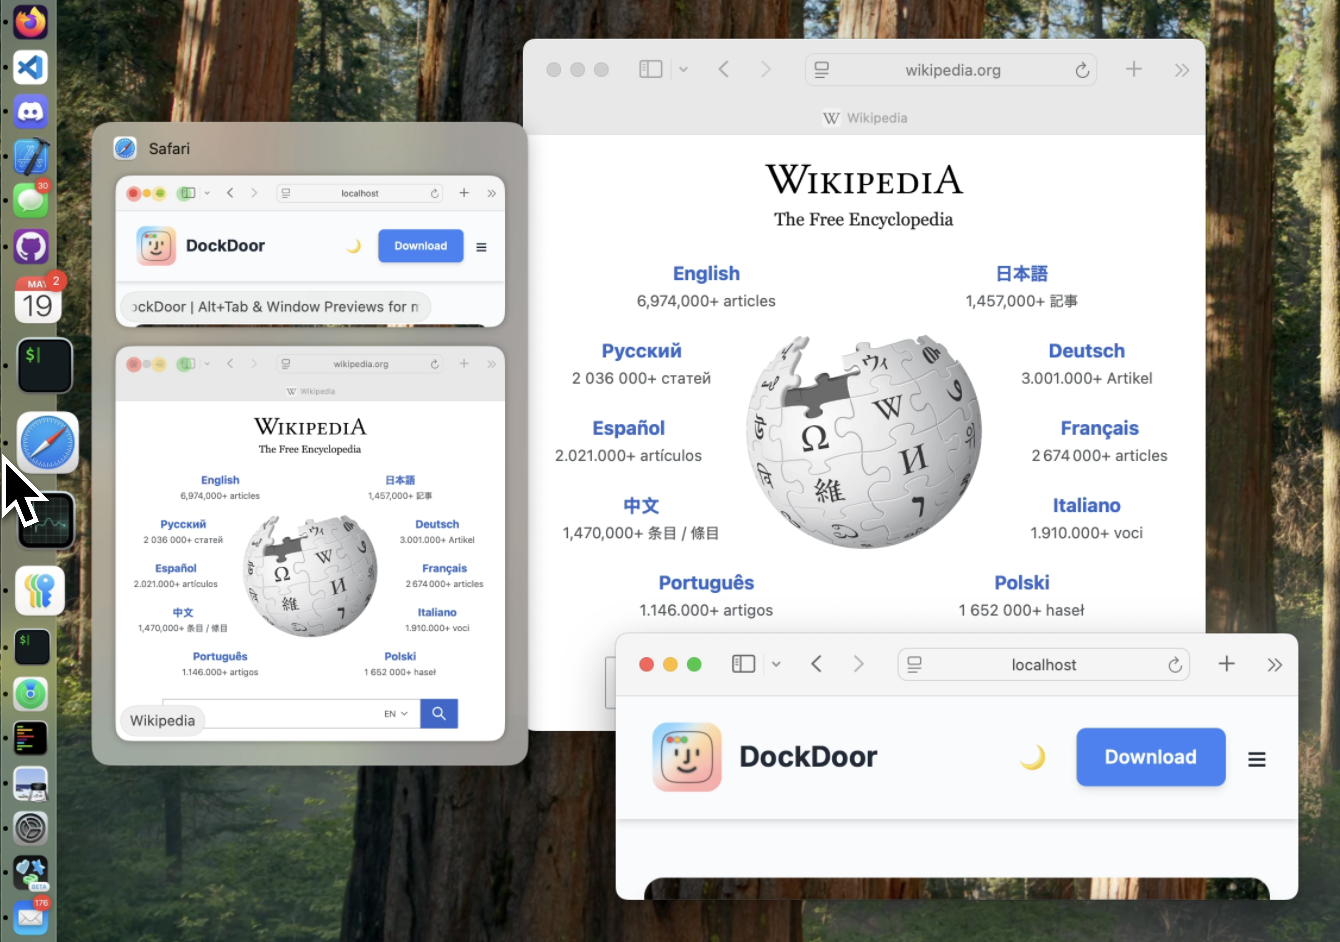 30
MAY
2
19
$
$
BETA
176
Safari
localhost
DockDoor
Download
ockDoor | Alt+Tab & Window Previews for m
wikipedia.org
Wikipedia
WIKIPEDIA
The Free Encyclopedia
English
6,974,000+ articles
日本語
1,457,000+ 記事
Русский
2 036 000+ статей
Deutsch
3.001.000+ Artikel
Español
2.021.000+ artículos
Français
2 674 000+ articles
中文
1,470,000+ 条目 / 條目
Italiano
1.910.000+ voci
Português
1.146.000+ artigos
Polski
1 652 000+ haseł
EN
Wikipedia
wikipedia.org
Wikipedia
WIKIPEDIA
The Free Encyclopedia
English
6,974,000+ articles
日本語
1,457,000+ 記事
Русский
2 036 000+ статей
Deutsch
3.001.000+ Artikel
Español
2.021.000+ artículos
Français
2 674 000+ articles
中文
1,470,000+ 条目 / 條目
Italiano
1.910.000+ voci
Português
1.146.000+ artigos
Polski
1 652 000+ haseł
Ω
W
И
維
localhost
DockDoor
Download